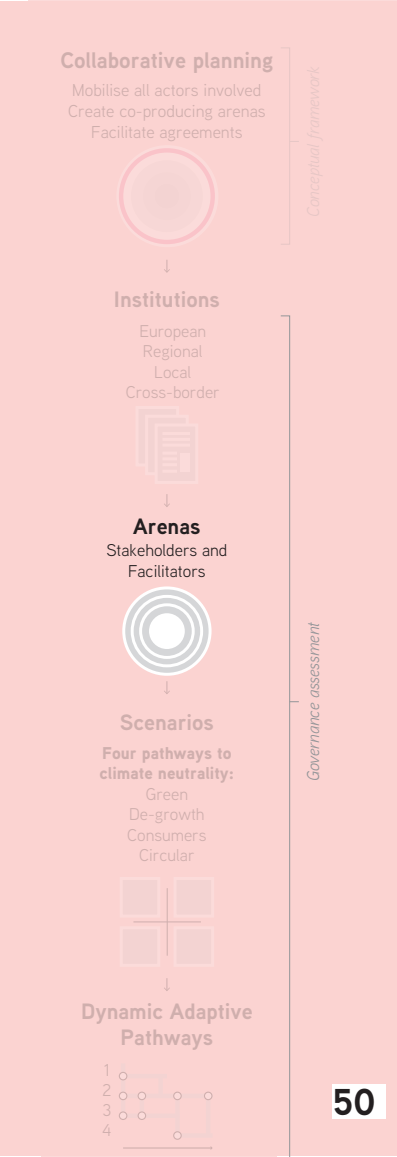 Collaborative planning
Mobilise all actors involved
Create co-producing arenas
Facilitate agreements
Conceptual framework
↓
Institutions
European
Regional
Local
Cross-border
↓
Arenas
Stakeholders and
Facilitators
↓
Governance assessment
Scenarios
Four pathways to
climate neutrality:
Green
De-growth
Consumers
Circular
↓
Dynamic Adaptive
Pathways
1
2
3
4
50